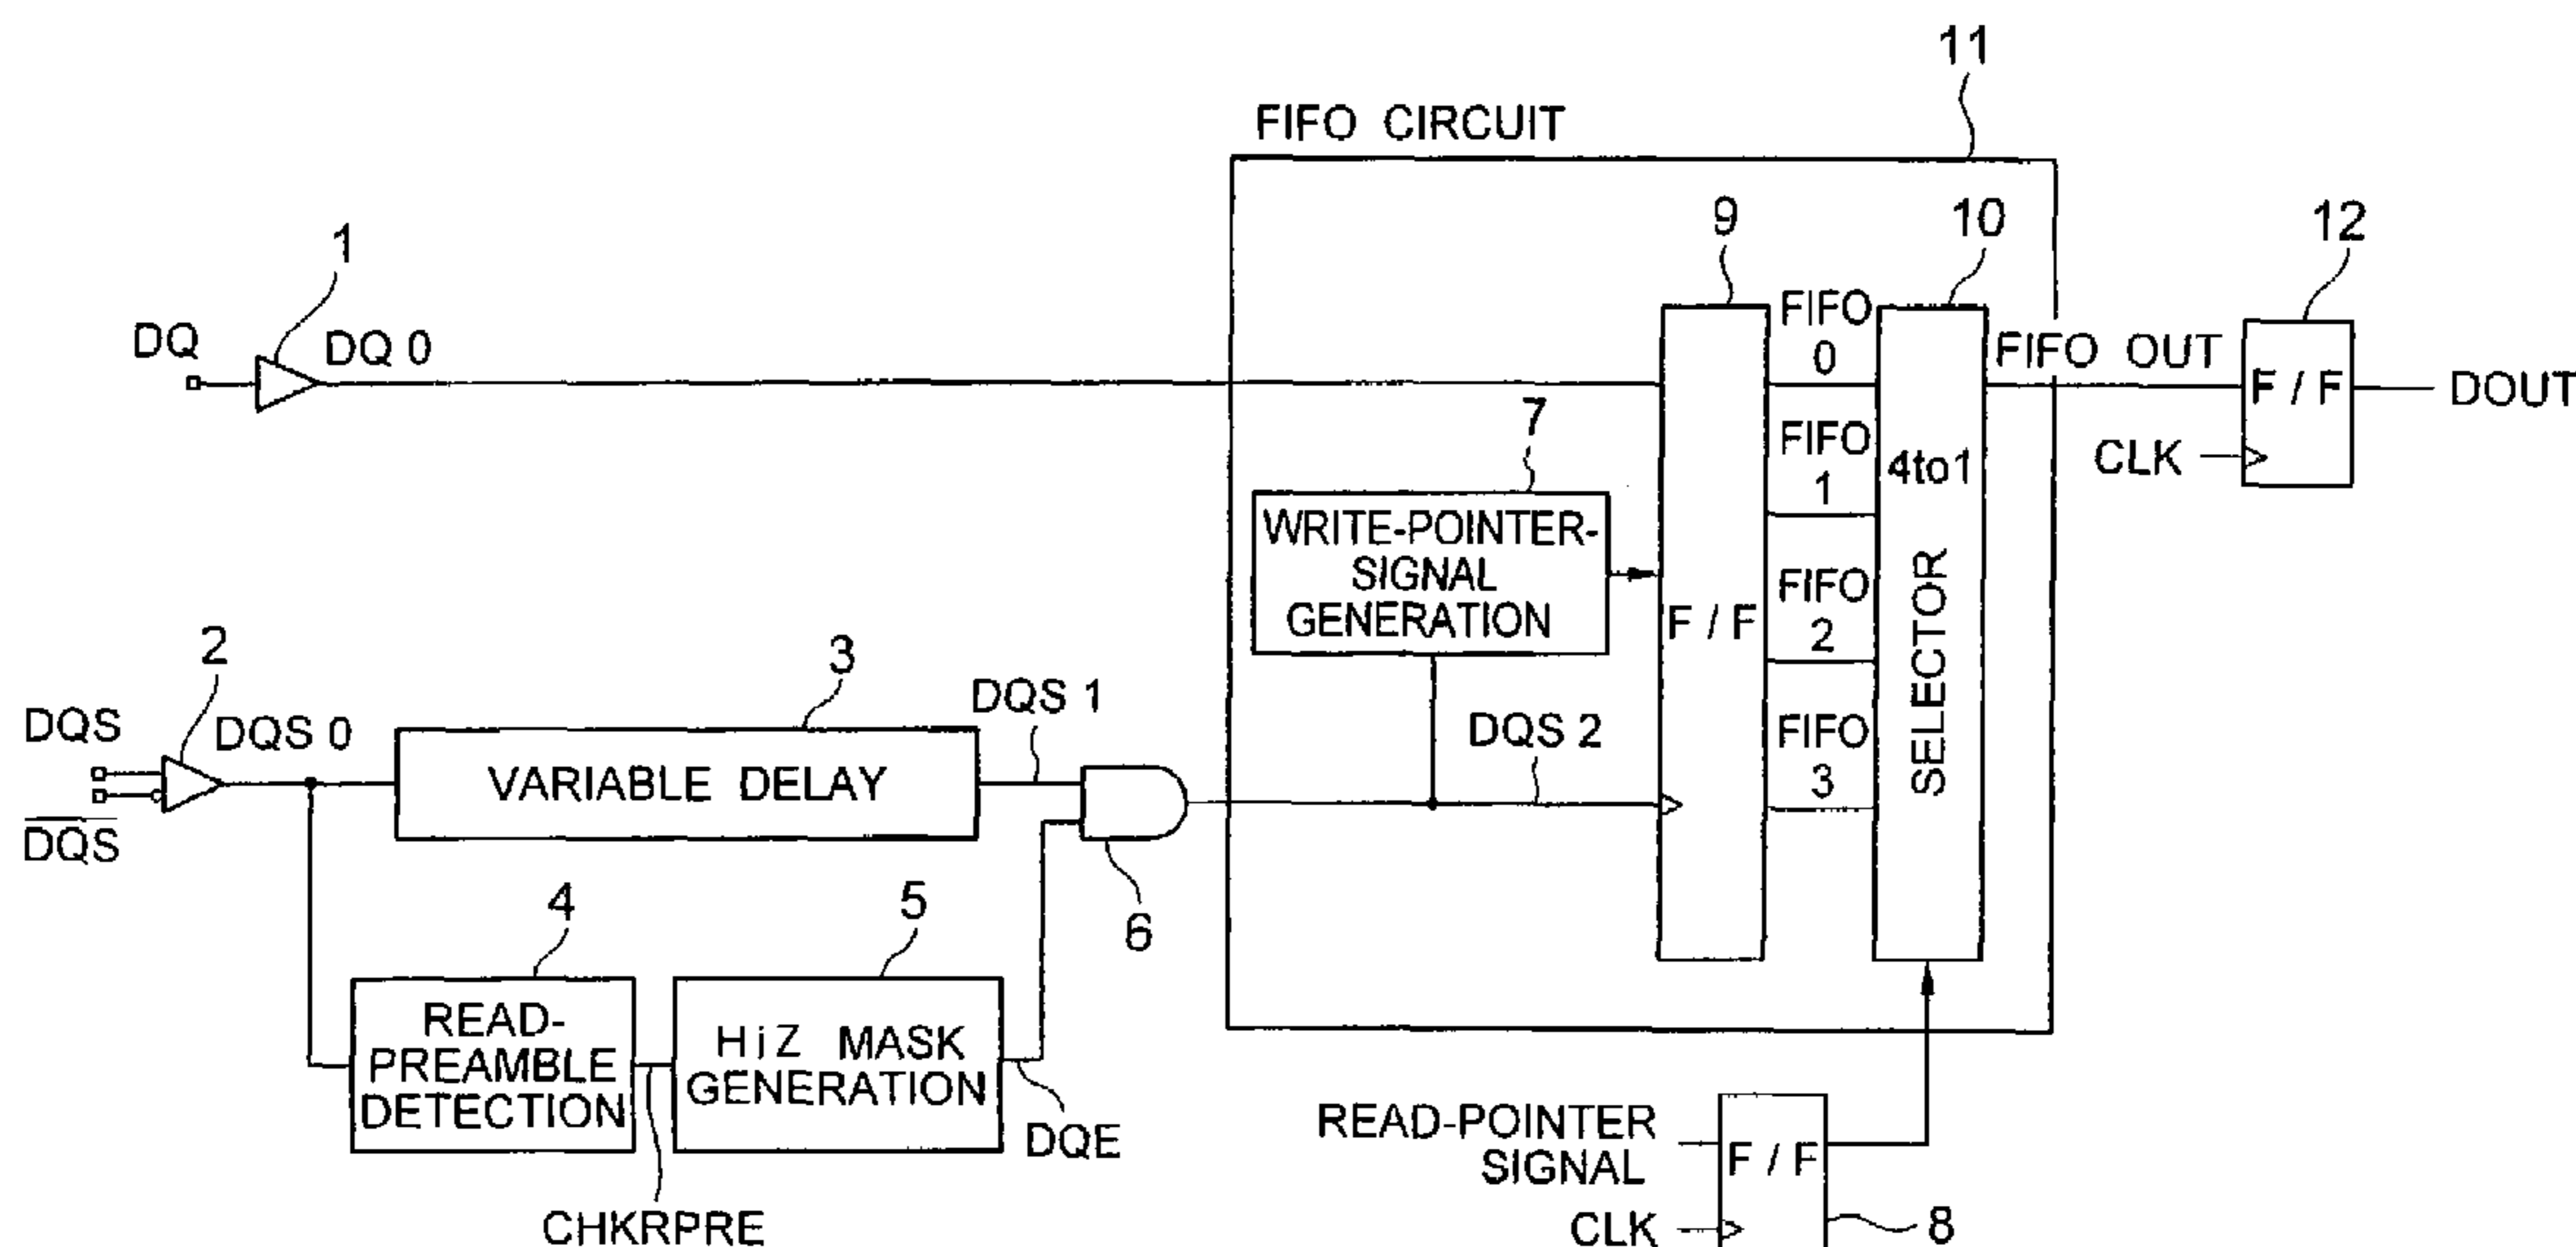 11
FIFO CIRCUIT
9
10
12
1
DQ
DQ 0
FIFO
0
FIFO OUT
F / F
DOUT
CLK
7
FIFO
1
4to1
SELECTOR
WRITE-POINTER-
SIGNAL
GENERATION
F / F
FIFO
2
FIFO
3
2
3
DQS
DQS 0
DQS
VARIABLE DELAY
DQS 1
DQS 2
6
4
5
READ-
PREAMBLE
DETECTION
HiZ MASK
GENERATION
DQE
CHKRPRE
READ-POINTER
SIGNAL
F / F
CLK
8